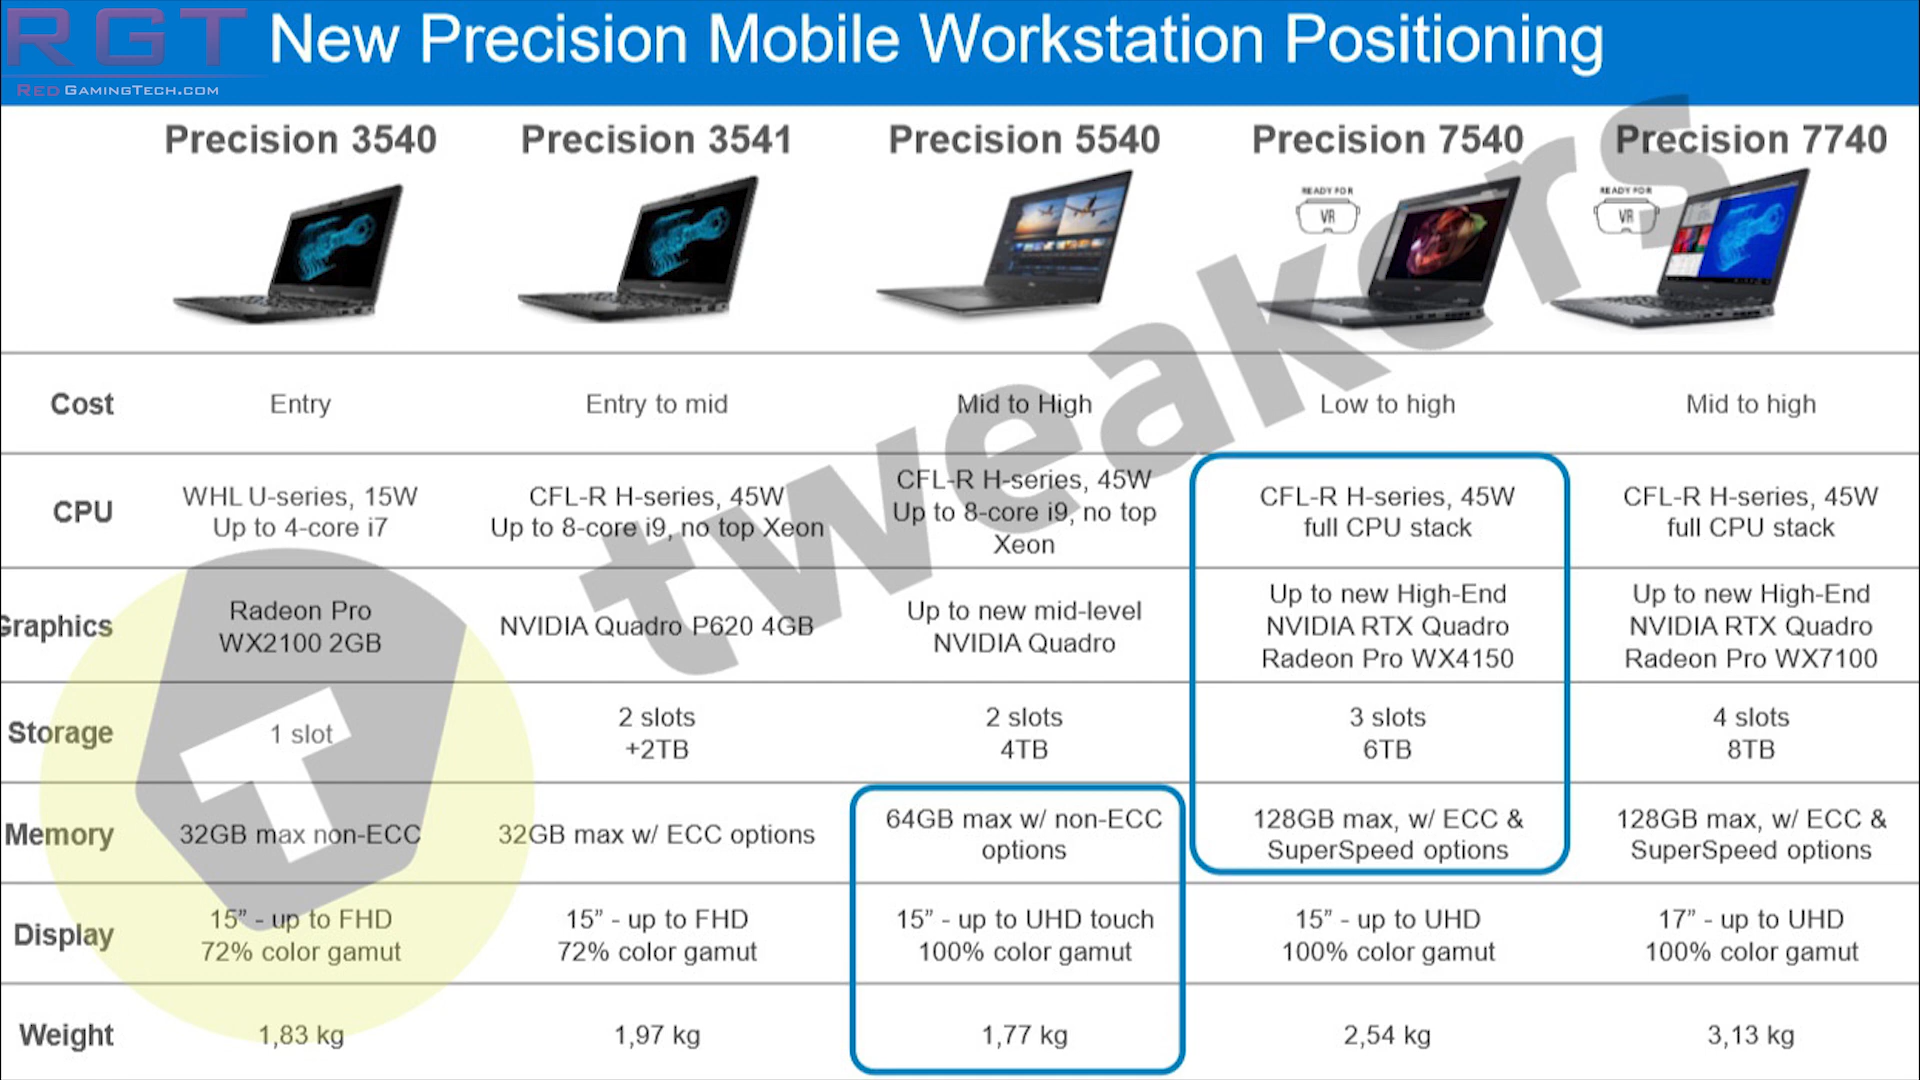 RGT
New Precision Mobile Workstation Positioning
RedGamingTech.com
Precision 3540
Precision 3541
Precision 5540
Precision 7540
Precision 7740
READY FOR
VR
READY FOR
VR
tweakers
Cost
Entry
Entry to mid
Mid to High
Low to high
Mid to high
CPU
WHL U-series, 15W
Up to 4-core i7
CFL-R H-series, 45W
Up to 8-core i9, no top Xeon
CFL-R H-series, 45W
Up to 8-core i9, no top
Xeon
CFL-R H-series, 45W
full CPU stack
CFL-R H-series, 45W
full CPU stack
Graphics
Radeon Pro
WX2100 2GB
NVIDIA Quadro P620 4GB
Up to new mid-level
NVIDIA Quadro
Up to new High-End
NVIDIA RTX Quadro
Radeon Pro WX4150
Up to new High-End
NVIDIA RTX Quadro
Radeon Pro WX7100
Storage
1 slot
2 slots
+2TB
2 slots
4TB
3 slots
6TB
4 slots
8TB
Memory
32GB max non-ECC
32GB max w/ ECC options
64GB max w/ non-ECC
options
128GB max, w/ ECC &
SuperSpeed options
128GB max, w/ ECC &
SuperSpeed options
Display
15” - up to FHD
72% color gamut
15” - up to FHD
72% color gamut
15” - up to UHD touch
100% color gamut
15” - up to UHD
100% color gamut
17” - up to UHD
100% color gamut
Weight
1,83 kg
1,97 kg
1,77 kg
2,54 kg
3,13 kg